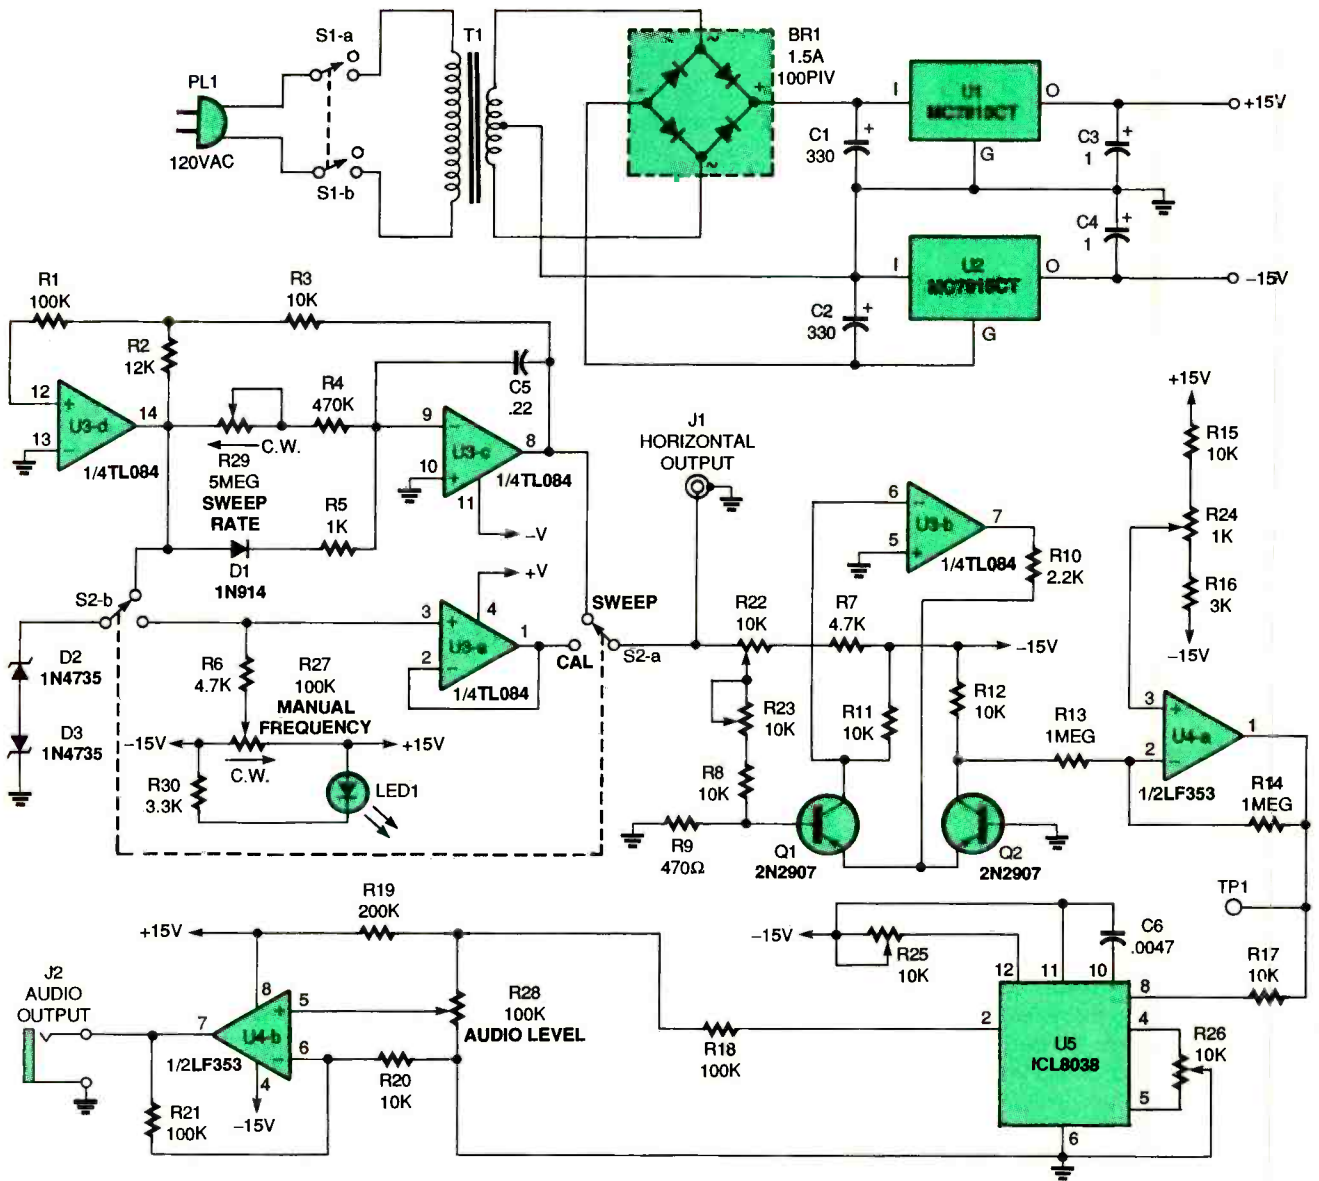 S1-a
T1
BR1
1.5A
100PIV
PL1
120VAC
S1-b
~
~
-
+
I
U1
O
+15V
C1
330
+
G
C3
1
+
C4
1
+
I
U2
O
-15V
C2
330
+
G
R1
100K
R3
10K
R2
12K
12
+
U3-d
14
13
-
1/4TL084
R4
470K
C.W.
R29
5MEG
SWEEP
RATE
C5
.22
9
-
U3-c
8
10
+
1/4TL084
11
-V
R5
1K
D1
1N914
+V
4
S2-b
3
+
U3-a
1
2
-
1/4TL084
SWEEP
CAL
S2-a
D2
1N4735
D3
1N4735
R6
4.7K
R27
100K
MANUAL
FREQUENCY
-15V
+15V
C.W.
R30
3.3K
LED1
J1
HORIZONTAL
OUTPUT
6
-
U3-b
7
5
+
1/4TL084
R10
2.2K
R22
10K
R7
4.7K
-15V
R23
10K
R11
10K
R12
10K
R8
10K
R9
470Ω
Q1
2N2907
Q2
2N2907
R13
1MEG
+15V
R15
10K
R24
1K
R16
3K
-15V
3
+
U4-a
1
2
-
1/2LF353
R14
1MEG
TP1
R17
10K
R19
200K
+15V
J2
AUDIO
OUTPUT
8
5
+
7
U4-b
6
-
1/2LF353
4
-15V
R28
100K
AUDIO LEVEL
R20
10K
R21
100K
R18
100K
-15V
R25
10K
C6
.0047
12
11
10
8
2
4
U5
ICL8038
R26
10K
5
6